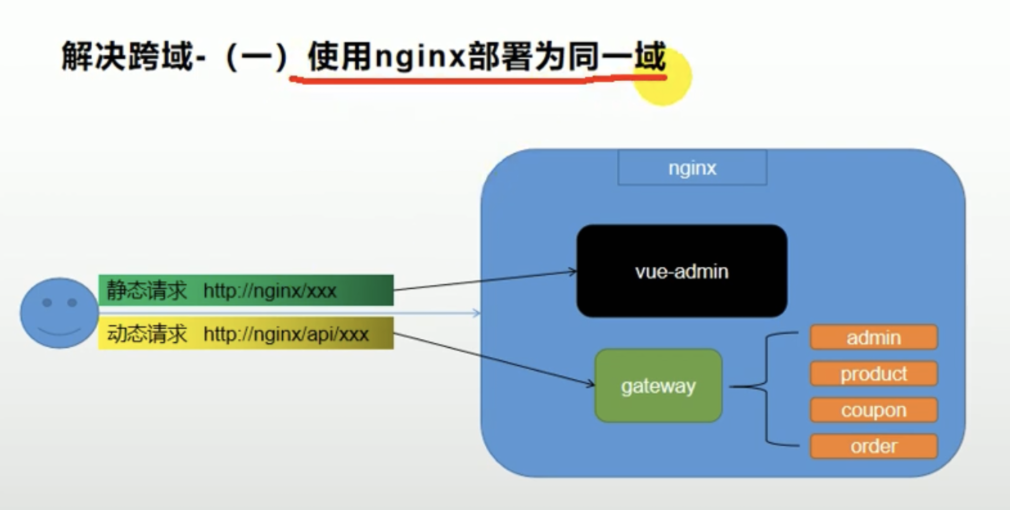 解决跨域-（一）使用nginx部署为同一域
nginx
vue-admin
静态请求 http://nginx/xxx
动态请求 http://nginx/api/xxx
gateway
admin
product
coupon
order